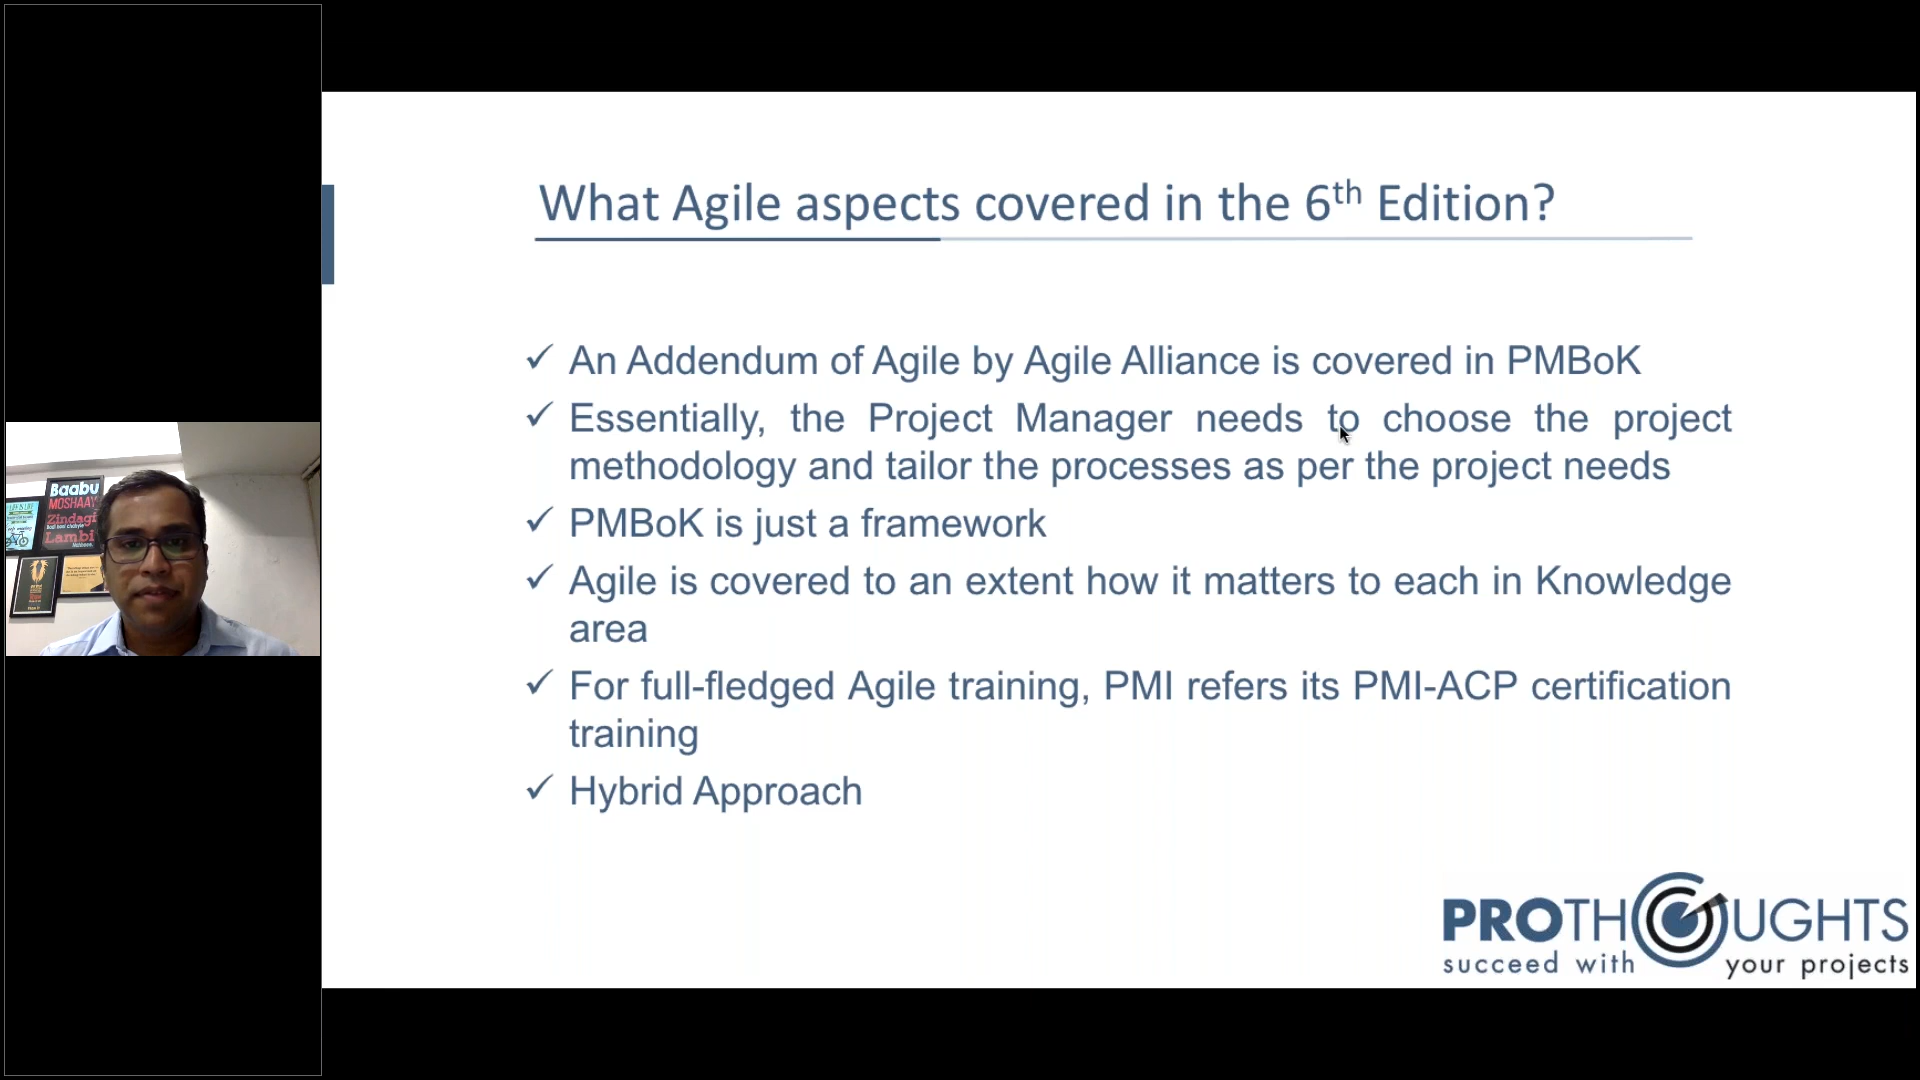 What Agile aspects covered in the 6th Edition?
✓ An Addendum of Agile by Agile Alliance is covered in PMBoK
✓ Essentially, the Project Manager needs to choose the project
methodology and tailor the processes as per the project needs
✓ PMBoK is just a framework
✓ Agile is covered to an extent how it matters to each in Knowledge
area
✓ For full-fledged Agile training, PMI refers its PMI-ACP certification
training
✓ Hybrid Approach
PROTHOUGHTS
succeed with your projects
Baabu
MOSHAAY
Zindagi
Lambi